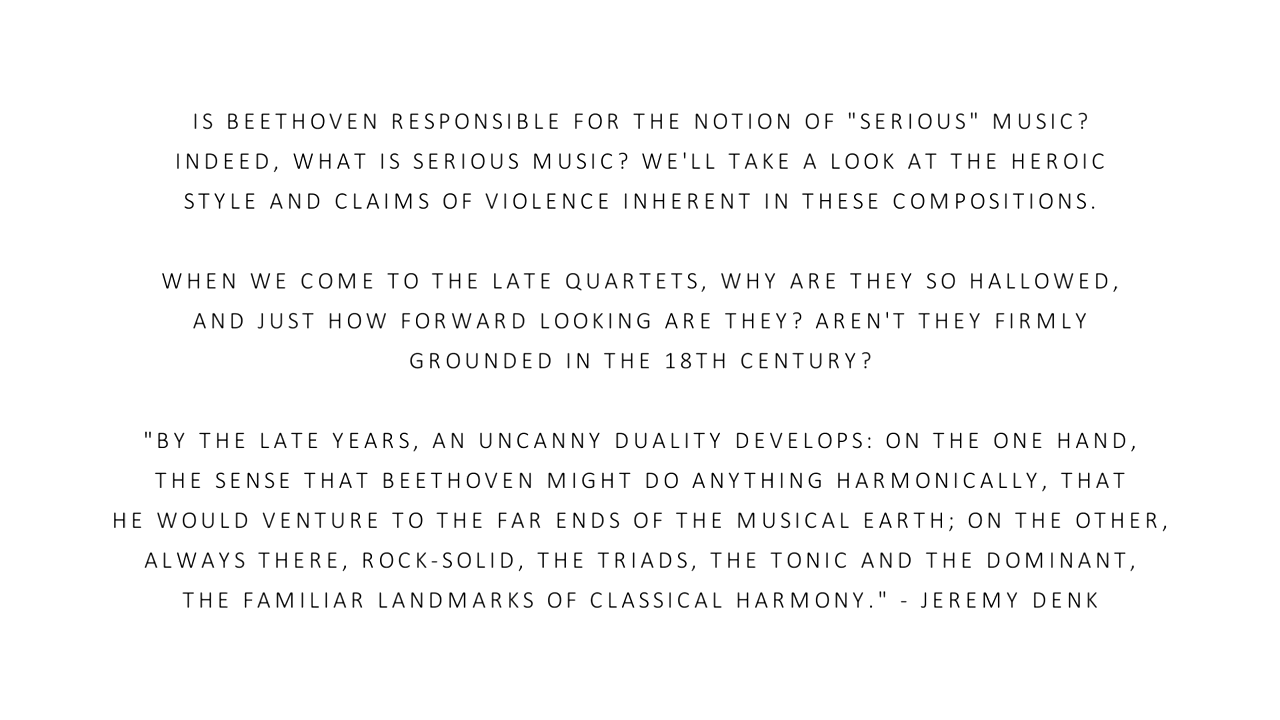 IS BEETHOVEN RESPONSIBLE FOR THE NOTION OF "SERIOUS" MUSIC?
INDEED, WHAT IS SERIOUS MUSIC? WE'LL TAKE A LOOK AT THE HEROIC
STYLE AND CLAIMS OF VIOLENCE INHERENT IN THESE COMPOSITIONS.
WHEN WE COME TO THE LATE QUARTETS, WHY ARE THEY SO HALLOWED,
AND JUST HOW FORWARD LOOKING ARE THEY? AREN'T THEY FIRMLY
GROUNDED IN THE 18TH CENTURY?
"BY THE LATE YEARS, AN UNCANNY DUALITY DEVELOPS: ON THE ONE HAND,
THE SENSE THAT BEETHOVEN MIGHT DO ANYTHING HARMONICALLY, THAT
HE WOULD VENTURE TO THE FAR ENDS OF THE MUSICAL EARTH; ON THE OTHER,
ALWAYS THERE, ROCK-SOLID, THE TRIADS, THE TONIC AND THE DOMINANT,
THE FAMILIAR LANDMARKS OF CLASSICAL HARMONY." - JEREMY DENK